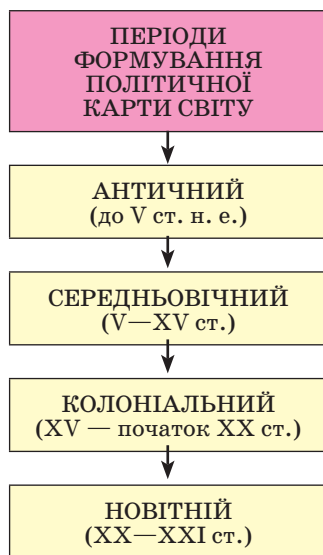 ПЕРІОДИ
ФОРМУВАННЯ
ПОЛІТИЧНОЇ
КАРТИ СВІТУ
АНТИЧНИЙ
(до V ст. н. е.)
СЕРЕДНЬОВІЧНИЙ
(V—XV ст.)
КОЛОНІАЛЬНИЙ
(XV — початок XX ст.)
НОВІТНІЙ
(XX—XXI ст.)